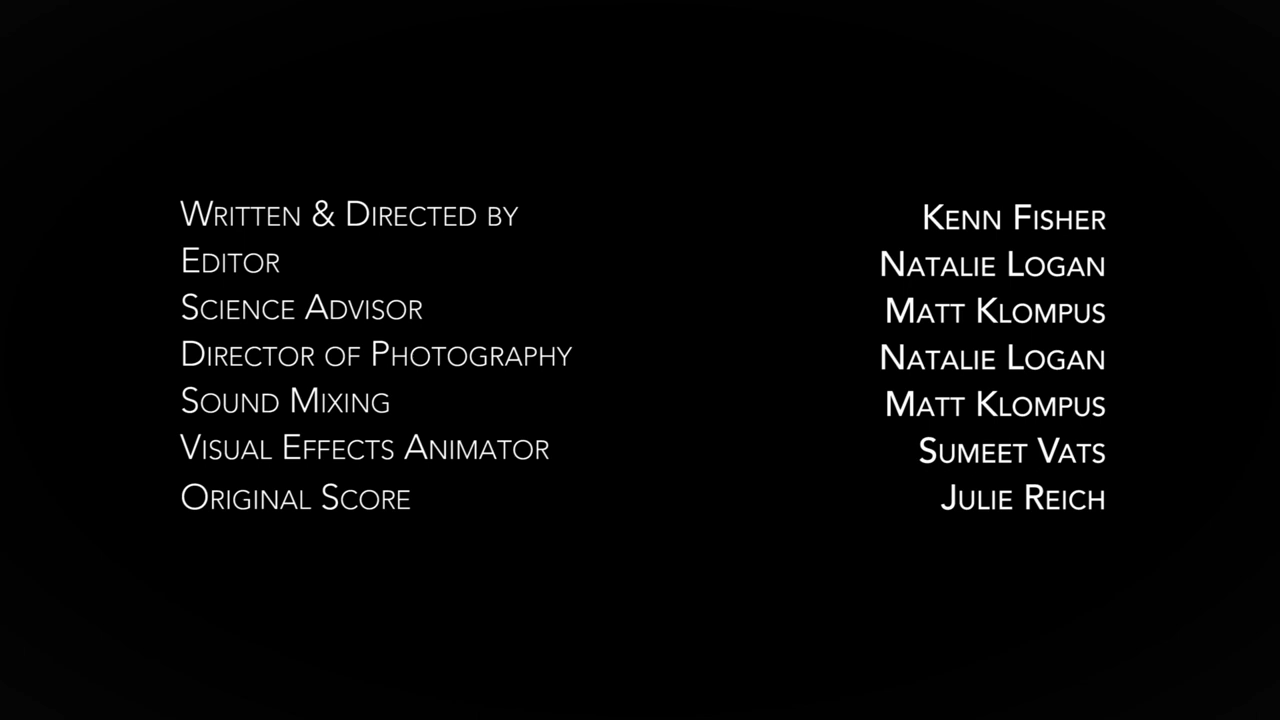 Written & Directed by Kenn Fisher
Editor Natalie Logan
Science Advisor Matt Klompus
Director of Photography Natalie Logan
Sound Mixing Matt Klompus
Visual Effects Animator Sumeet Vats
Original Score Julie Reich